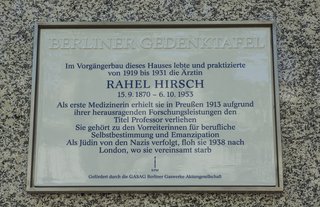 BERLINER GEDENKTAFEL
Im Vorgängerbau dieses Hauses lebte und praktizierte
von 1919 bis 1931 die Ärztin
RAHEL HIRSCH
15. 9. 1870 – 6. 10. 1953
Als erste Medizinerin erhielt sie in Preußen 1913 aufgrund
ihrer herausragenden Forschungsleistungen den
Titel Professor verliehen
Sie gehört zu den Vorreiterinnen für berufliche
Selbstbestimmung und Emanzipation
Als Jüdin von den Nazis verfolgt, floh sie 1938 nach
London, wo sie vereinsamt starb
Gefördert durch die GASAG Berliner Gaswerke Aktiengesellschaft